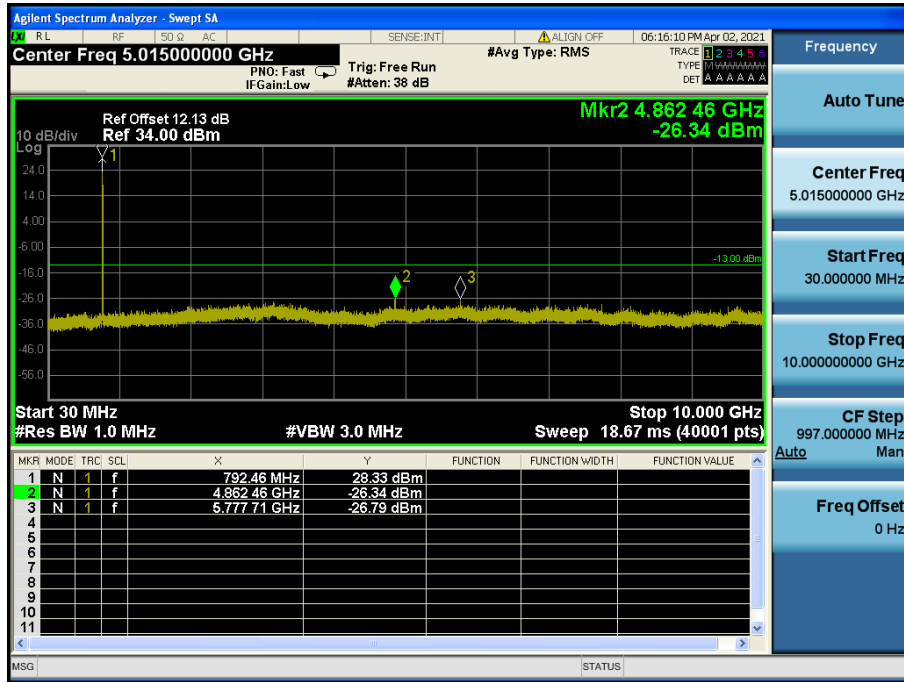 Agilent Spectrum Analyzer - Swept SA
LXI RL RF 50 Ω AC SENSE:INT ALIGN OFF 06:16:10 PM Apr 02, 2021
Center Freq 5.015000000 GHz
PNO: Fast
IFGain:Low
Trig: Free Run
#Atten: 38 dB
#Avg Type: RMS
TRACE 1 2 3 4 5 6
TYPE M WWWWW
DET A A A A A A
Mkr2 4.862 46 GHz
-26.34 dBm
Ref Offset 12.13 dB
10 dB/div Ref 34.00 dBm
Log
1
24.0
14.0
4.00
-6.00
-13.00 dBm
-16.0
2
3
-26.0
-36.0
-46.0
-56.0
Start 30 MHz Stop 10.000 GHz
#Res BW 1.0 MHz #VBW 3.0 MHz Sweep 18.67 ms (40001 pts)
MKR MODE TRC SCL X Y FUNCTION FUNCTION WIDTH FUNCTION VALUE
1 N 1 f 792.46 MHz 28.33 dBm
2 N 1 f 4.862 46 GHz -26.34 dBm
3 N 1 f 5.777 71 GHz -26.79 dBm
4
5
6
7
8
9
10
11
MSG STATUS
Frequency
Auto Tune
Center Freq
5.015000000 GHz
Start Freq
30.000000 MHz
Stop Freq
10.000000000 GHz
CF Step
997.000000 MHz
Auto Man
Freq Offset
0 Hz